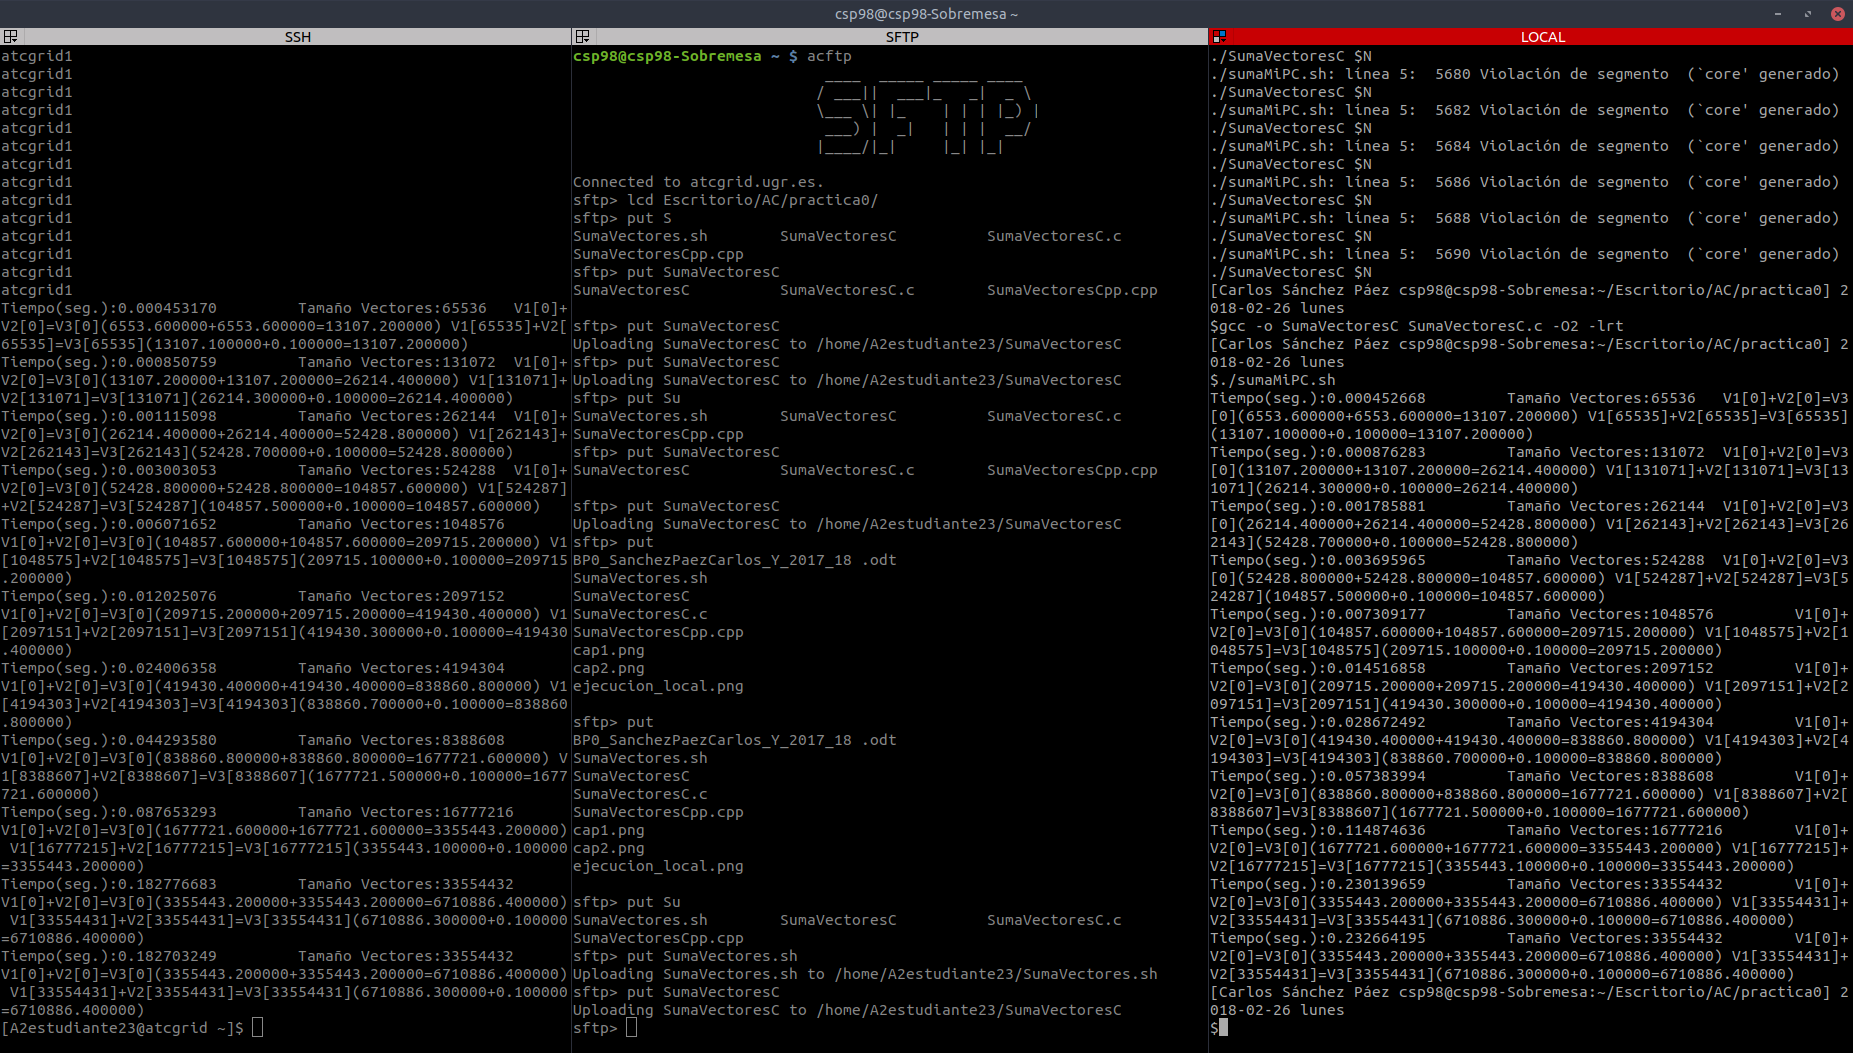 csp98@csp98-Sobremesa ~
SSH
atcgrid1
atcgrid1
atcgrid1
atcgrid1
atcgrid1
atcgrid1
atcgrid1
atcgrid1
atcgrid1
atcgrid1
atcgrid1
atcgrid1
atcgrid1
atcgrid1
Tiempo(seg.):0.000453170         Tamaño Vectores:65536   V1[0]+
V2[0]=V3[0](6553.600000+6553.600000=13107.200000) V1[65535]+V2[
65535]=V3[65535](13107.100000+0.100000=13107.200000)
Tiempo(seg.):0.000850759         Tamaño Vectores:131072  V1[0]+
V2[0]=V3[0](13107.200000+13107.200000=26214.400000) V1[131071]+
V2[131071]=V3[131071](26214.300000+0.100000=26214.400000)
Tiempo(seg.):0.001115098         Tamaño Vectores:262144  V1[0]+
V2[0]=V3[0](26214.400000+26214.400000=52428.800000) V1[262143]+
V2[262143]=V3[262143](52428.700000+0.100000=52428.800000)
Tiempo(seg.):0.003003053         Tamaño Vectores:524288  V1[0]+
V2[0]=V3[0](52428.800000+52428.800000=104857.600000) V1[524287]
+V2[524287]=V3[524287](104857.500000+0.100000=104857.600000)
Tiempo(seg.):0.006071652         Tamaño Vectores:1048576
V1[0]+V2[0]=V3[0](104857.600000+104857.600000=209715.200000) V1
[1048575]+V2[1048575]=V3[1048575](209715.100000+0.100000=209715
.200000)
Tiempo(seg.):0.012025076         Tamaño Vectores:2097152
V1[0]+V2[0]=V3[0](209715.200000+209715.200000=419430.400000) V1
[2097151]+V2[2097151]=V3[2097151](419430.300000+0.100000=419430
.400000)
Tiempo(seg.):0.024006358         Tamaño Vectores:4194304
V1[0]+V2[0]=V3[0](419430.400000+419430.400000=838860.800000) V1
[4194303]+V2[4194303]=V3[4194303](838860.700000+0.100000=838860
.800000)
Tiempo(seg.):0.044293580         Tamaño Vectores:8388608
V1[0]+V2[0]=V3[0](838860.800000+838860.800000=1677721.600000) V
1[8388607]+V2[8388607]=V3[8388607](1677721.500000+0.100000=1677
721.600000)
Tiempo(seg.):0.087653293         Tamaño Vectores:16777216
V1[0]+V2[0]=V3[0](1677721.600000+1677721.600000=3355443.200000)
 V1[16777215]+V2[16777215]=V3[16777215](3355443.100000+0.100000
=3355443.200000)
Tiempo(seg.):0.182776683         Tamaño Vectores:33554432
V1[0]+V2[0]=V3[0](3355443.200000+3355443.200000=6710886.400000)
 V1[33554431]+V2[33554431]=V3[33554431](6710886.300000+0.100000
=6710886.400000)
Tiempo(seg.):0.182703249         Tamaño Vectores:33554432
V1[0]+V2[0]=V3[0](3355443.200000+3355443.200000=6710886.400000)
 V1[33554431]+V2[33554431]=V3[33554431](6710886.300000+0.100000
=6710886.400000)
[A2estudiante23@atcgrid ~]$
SFTP
csp98@csp98-Sobremesa ~ $ acftp
SFTP
Connected to atcgrid.ugr.es.
sftp> lcd Escritorio/AC/practica0/
sftp> put S
SumaVectores.sh        SumaVectoresC          SumaVectoresC.c
SumaVectoresCpp.cpp
sftp> put SumaVectoresC
SumaVectoresC          SumaVectoresC.c        SumaVectoresCpp.cpp
sftp> put SumaVectoresC
Uploading SumaVectoresC to /home/A2estudiante23/SumaVectoresC
sftp> put SumaVectoresC
Uploading SumaVectoresC to /home/A2estudiante23/SumaVectoresC
sftp> put Su
SumaVectores.sh        SumaVectoresC          SumaVectoresC.c
SumaVectoresCpp.cpp
sftp> put SumaVectoresC
SumaVectoresC          SumaVectoresC.c        SumaVectoresCpp.cpp
sftp> put SumaVectoresC
Uploading SumaVectoresC to /home/A2estudiante23/SumaVectoresC
sftp> put
BP0_SanchezPaezCarlos_Y_2017_18 .odt
SumaVectores.sh
SumaVectoresC
SumaVectoresC.c
SumaVectoresCpp.cpp
cap1.png
cap2.png
ejecucion_local.png
sftp> put
BP0_SanchezPaezCarlos_Y_2017_18 .odt
SumaVectores.sh
SumaVectoresC
SumaVectoresC.c
SumaVectoresCpp.cpp
cap1.png
cap2.png
ejecucion_local.png
sftp> put Su
SumaVectores.sh        SumaVectoresC          SumaVectoresC.c
SumaVectoresCpp.cpp
sftp> put SumaVectores.sh
Uploading SumaVectores.sh to /home/A2estudiante23/SumaVectores.sh
sftp> put SumaVectoresC
Uploading SumaVectoresC to /home/A2estudiante23/SumaVectoresC
sftp>
LOCAL
./SumaVectoresC $N
./sumaMiPC.sh: línea 5:  5680 Violación de segmento  (`core' generado)
./SumaVectoresC $N
./sumaMiPC.sh: línea 5:  5682 Violación de segmento  (`core' generado)
./SumaVectoresC $N
./sumaMiPC.sh: línea 5:  5684 Violación de segmento  (`core' generado)
./SumaVectoresC $N
./sumaMiPC.sh: línea 5:  5686 Violación de segmento  (`core' generado)
./SumaVectoresC $N
./sumaMiPC.sh: línea 5:  5688 Violación de segmento  (`core' generado)
./SumaVectoresC $N
./sumaMiPC.sh: línea 5:  5690 Violación de segmento  (`core' generado)
./SumaVectoresC $N
[Carlos Sánchez Páez csp98@csp98-Sobremesa:~/Escritorio/AC/practica0] 2
018-02-26 lunes
$gcc -o SumaVectoresC SumaVectoresC.c -O2 -lrt
[Carlos Sánchez Páez csp98@csp98-Sobremesa:~/Escritorio/AC/practica0] 2
018-02-26 lunes
$./sumaMiPC.sh
Tiempo(seg.):0.000452668         Tamaño Vectores:65536   V1[0]+V2[0]=V3
[0](6553.600000+6553.600000=13107.200000) V1[65535]+V2[65535]=V3[65535]
(13107.100000+0.100000=13107.200000)
Tiempo(seg.):0.000876283         Tamaño Vectores:131072  V1[0]+V2[0]=V3
[0](13107.200000+13107.200000=26214.400000) V1[131071]+V2[131071]=V3[13
1071](26214.300000+0.100000=26214.400000)
Tiempo(seg.):0.001785881         Tamaño Vectores:262144  V1[0]+V2[0]=V3
[0](26214.400000+26214.400000=52428.800000) V1[262143]+V2[262143]=V3[26
2143](52428.700000+0.100000=52428.800000)
Tiempo(seg.):0.003695965         Tamaño Vectores:524288  V1[0]+V2[0]=V3
[0](52428.800000+52428.800000=104857.600000) V1[524287]+V2[524287]=V3[5
24287](104857.500000+0.100000=104857.600000)
Tiempo(seg.):0.007309177         Tamaño Vectores:1048576         V1[0]+
V2[0]=V3[0](104857.600000+104857.600000=209715.200000) V1[1048575]+V2[1
048575]=V3[1048575](209715.100000+0.100000=209715.200000)
Tiempo(seg.):0.014516858         Tamaño Vectores:2097152         V1[0]+
V2[0]=V3[0](209715.200000+209715.200000=419430.400000) V1[2097151]+V2[2
097151]=V3[2097151](419430.300000+0.100000=419430.400000)
Tiempo(seg.):0.028672492         Tamaño Vectores:4194304         V1[0]+
V2[0]=V3[0](419430.400000+419430.400000=838860.800000) V1[4194303]+V2[4
194303]=V3[4194303](838860.700000+0.100000=838860.800000)
Tiempo(seg.):0.057383994         Tamaño Vectores:8388608         V1[0]+
V2[0]=V3[0](838860.800000+838860.800000=1677721.600000) V1[8388607]+V2[
8388607]=V3[8388607](1677721.500000+0.100000=1677721.600000)
Tiempo(seg.):0.114874636         Tamaño Vectores:16777216        V1[0]+
V2[0]=V3[0](1677721.600000+1677721.600000=3355443.200000) V1[16777215]+
V2[16777215]=V3[16777215](3355443.100000+0.100000=3355443.200000)
Tiempo(seg.):0.230139659         Tamaño Vectores:33554432        V1[0]+
V2[0]=V3[0](3355443.200000+3355443.200000=6710886.400000) V1[33554431]+
V2[33554431]=V3[33554431](6710886.300000+0.100000=6710886.400000)
Tiempo(seg.):0.232664195         Tamaño Vectores:33554432        V1[0]+
V2[0]=V3[0](3355443.200000+3355443.200000=6710886.400000) V1[33554431]+
V2[33554431]=V3[33554431](6710886.300000+0.100000=6710886.400000)
[Carlos Sánchez Páez csp98@csp98-Sobremesa:~/Escritorio/AC/practica0] 2
018-02-26 lunes
$